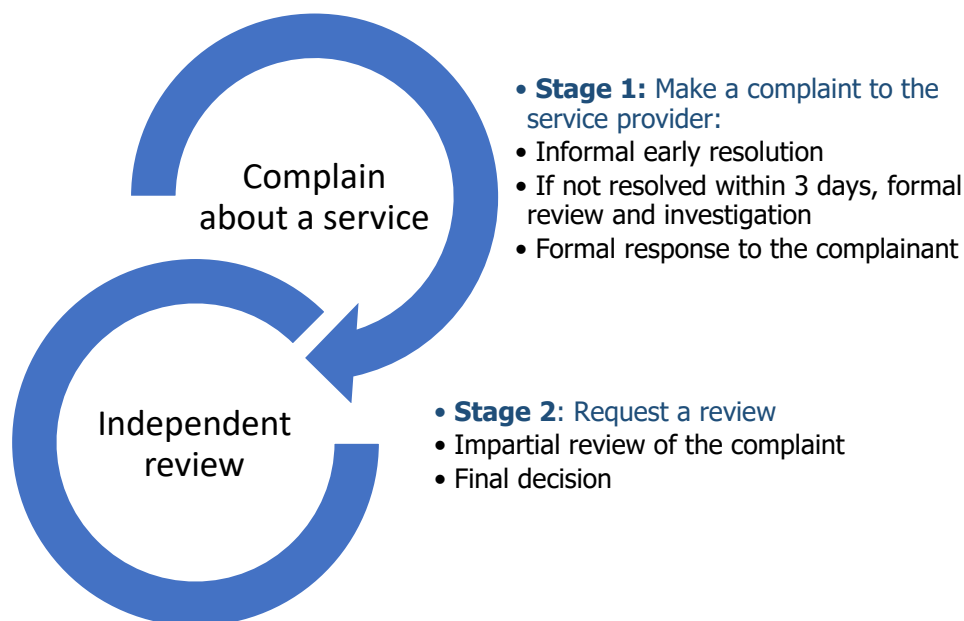 Complain
about a service
• Stage 1: Make a complaint to the
service provider:
• Informal early resolution
• If not resolved within 3 days, formal
review and investigation
• Formal response to the complainant
Independent
review
• Stage 2: Request a review
• Impartial review of the complaint
• Final decision